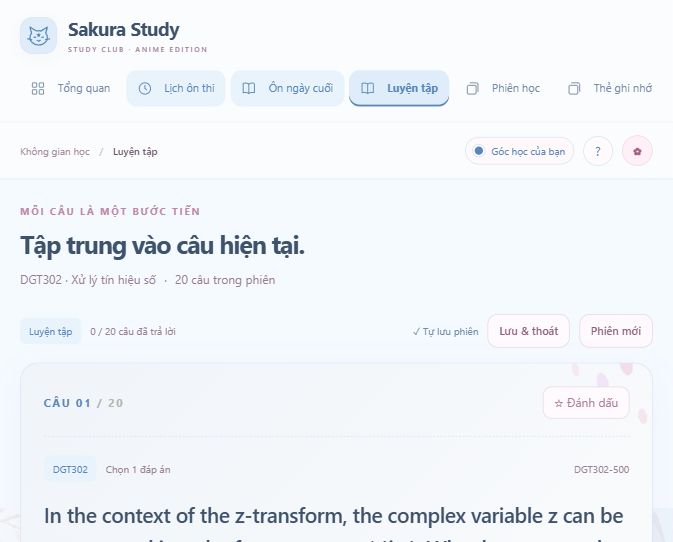 Sakura Study
STUDY CLUB · ANIME EDITION
Tổng quan
Lịch ôn thi
Ôn ngày cuối
Luyện tập
Phiên học
Thẻ ghi nhớ
Không gian học / Luyện tập
Góc học của bạn
?
MỖI CÂU LÀ MỘT BƯỚC TIẾN
Tập trung vào câu hiện tại.
DGT302 · Xử lý tín hiệu số · 20 câu trong phiên
Luyện tập 0 / 20 câu đã trả lời
✓ Tự lưu phiên
Lưu & thoát
Phiên mới
CÂU 01 / 20
☆ Đánh dấu
DGT302 Chọn 1 đáp án
DGT302-500
In the context of the z-transform, the complex variable z can be